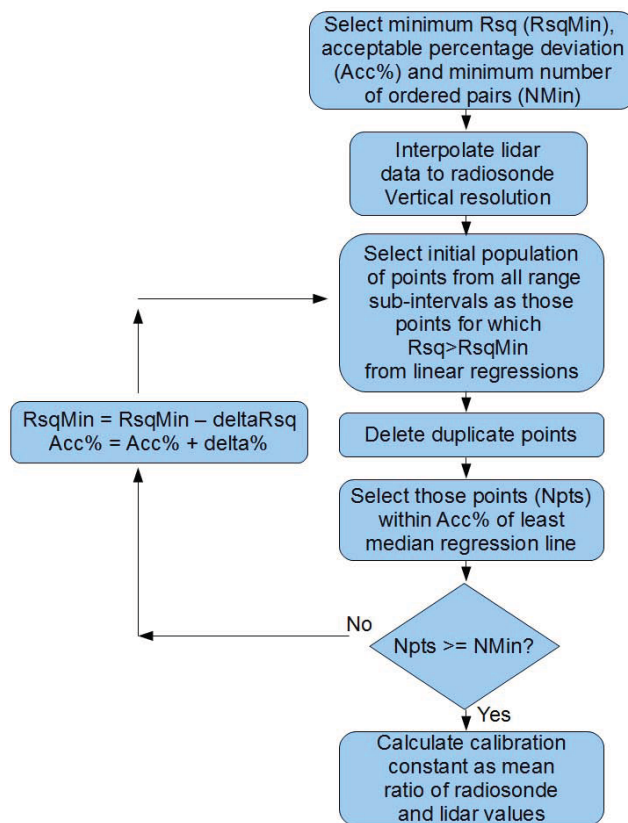 Select minimum Rsq (RsqMin),
acceptable percentage deviation
(Acc%) and minimum number
of ordered pairs (NMin)
Interpolate lidar
data to radiosonde
Vertical resolution
Select initial population
of points from all range
sub-intervals as those
points for which
Rsq>RsqMin
from linear regressions
RsqMin = RsqMin – deltaRsq
Acc% = Acc% + delta%
Delete duplicate points
Select those points (Npts)
within Acc% of least
median regression line
No
Npts >= NMin?
Yes
Calculate calibration
constant as mean
ratio of radiosonde
and lidar values